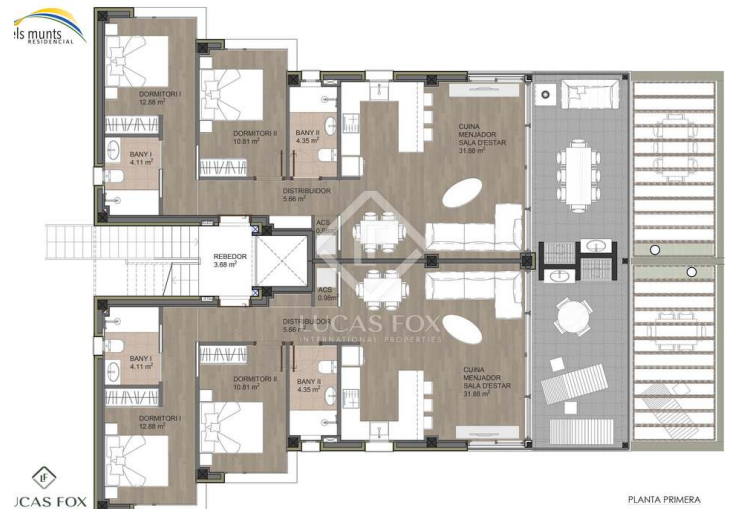 els munts
RESIDENCIAL
DORMITORI I
12.88 m²
DORMITORI II
10.81 m²
BANY II
4.35 m²
CUINA
MENJADOR
SALA D'ESTAR
31.88 m²
BANY I
4.11 m²
DISTRIBUIDOR
5.66 m²
ACS
REBEDOR
3.68 m²
ACS
0.98m²
DISTRIBUIDOR
5.66 m²
LUCAS FOX
INTERNATIONAL PROPERTIES
BANY I
4.11 m²
DORMITORI II
10.81 m²
BANY II
4.35 m²
CUINA
MENJADOR
SALA D'ESTAR
31.88 m²
DORMITORI I
12.88 m²
LF
UCAS FOX
PLANTA PRIMERA